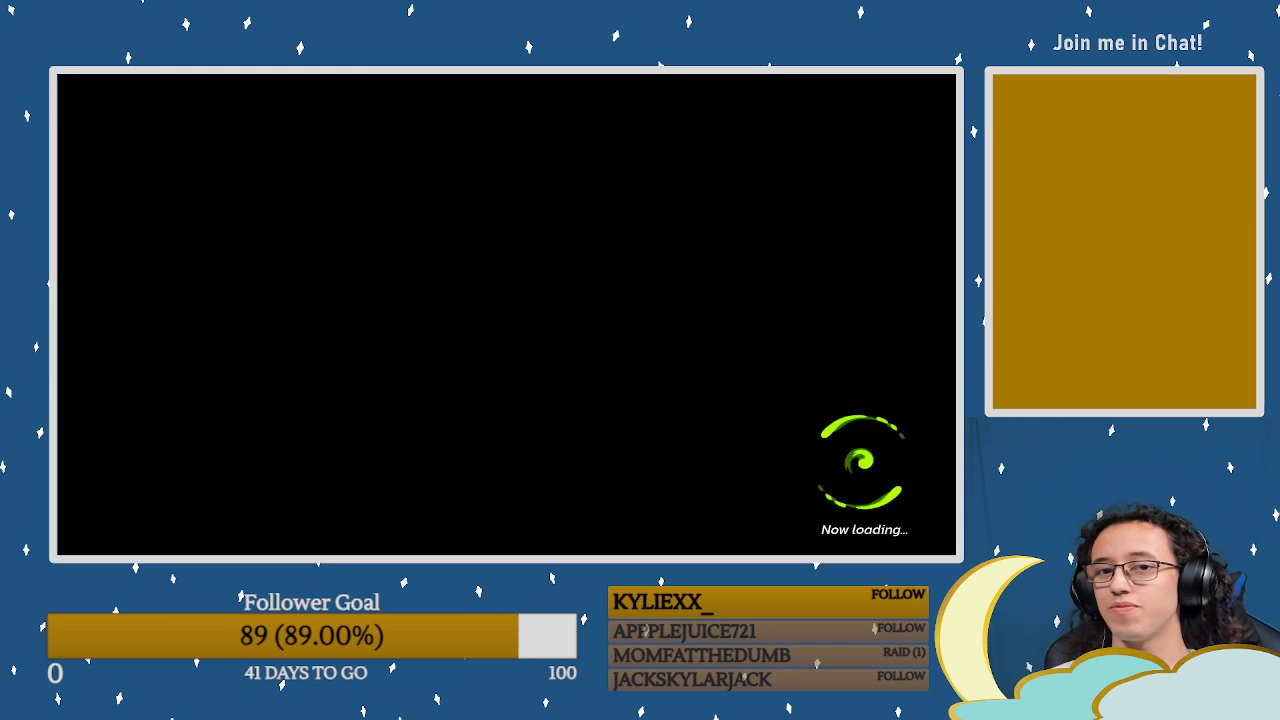 Join me in Chat!
Now loading...
Follower Goal
89 (89.00%)
0
41 DAYS TO GO
100
KYLIEXX_
FOLLOW
APPPLEJUICE721
FOLLOW
MOMFATTHEDUMB
RAID (1)
JACKSKYLARJACK
FOLLOW